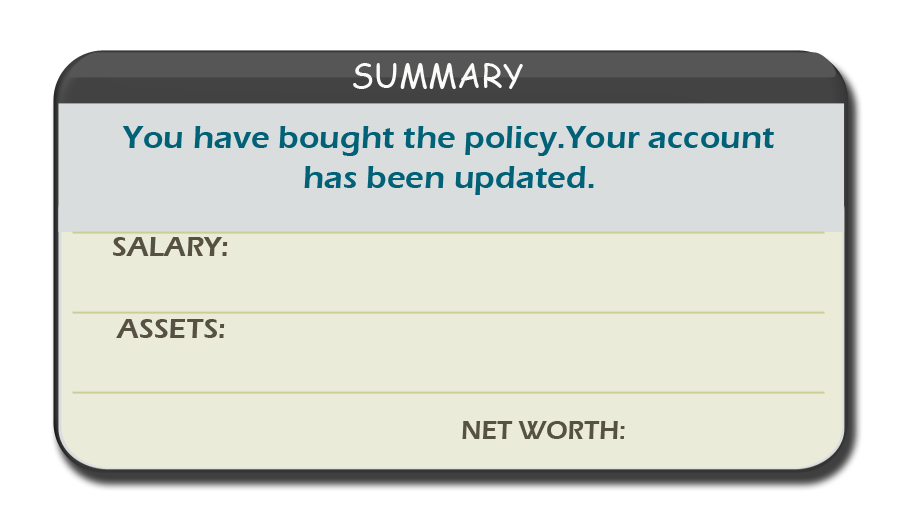 SUMMARY
You have bought the policy.Your account
has been updated.
SALARY:
ASSETS:
NET WORTH: